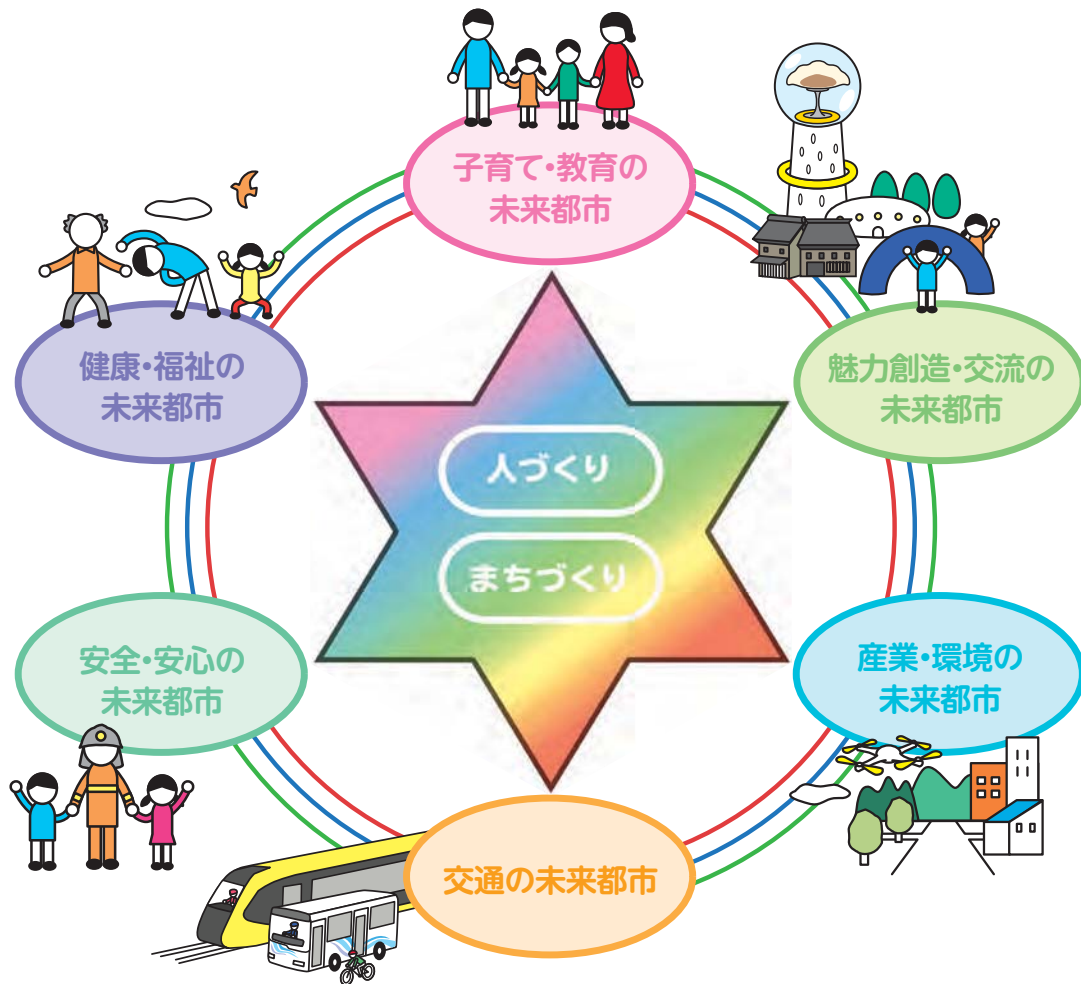 子育て・教育の
未来都市
健康・福祉の
未来都市
魅力創造・交流の
未来都市
人づくり
まちづくり
安全・安心の
未来都市
産業・環境の
未来都市
交通の未来都市